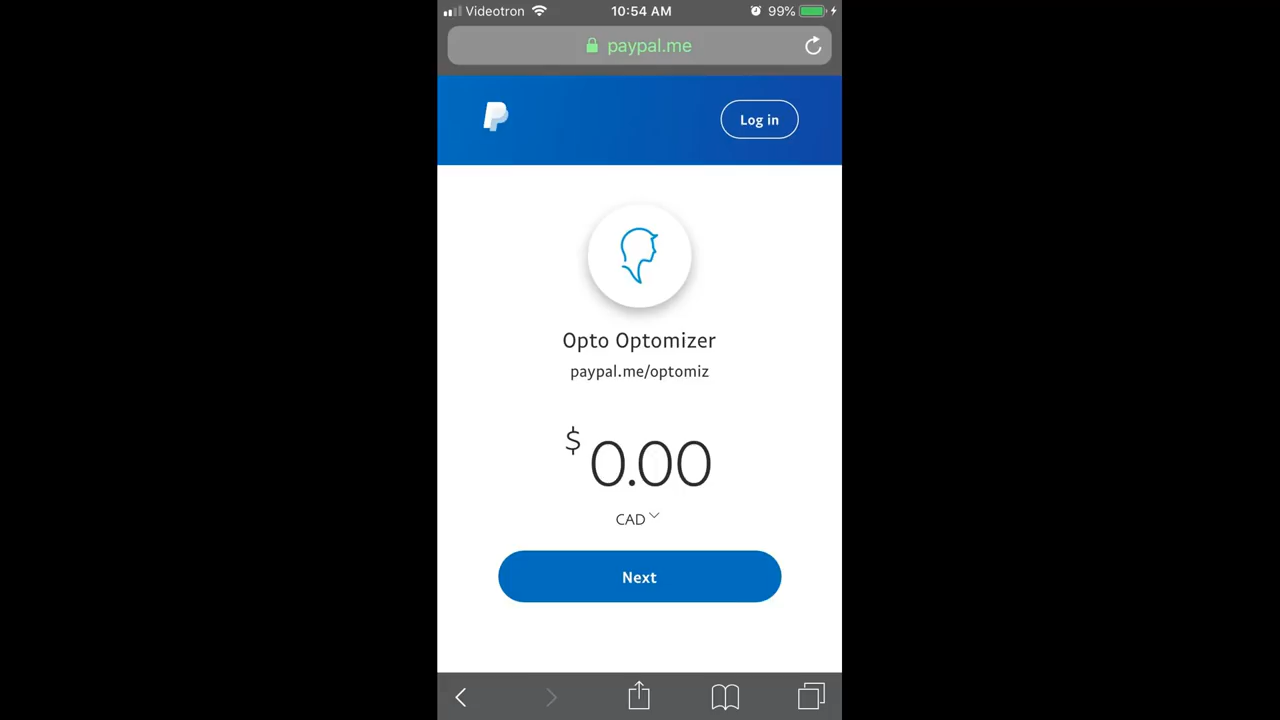 Videotron 10:54 AM 99%
paypal.me
Log in
Opto Optomizer
paypal.me/optomiz
$ 0.00
CAD
Next